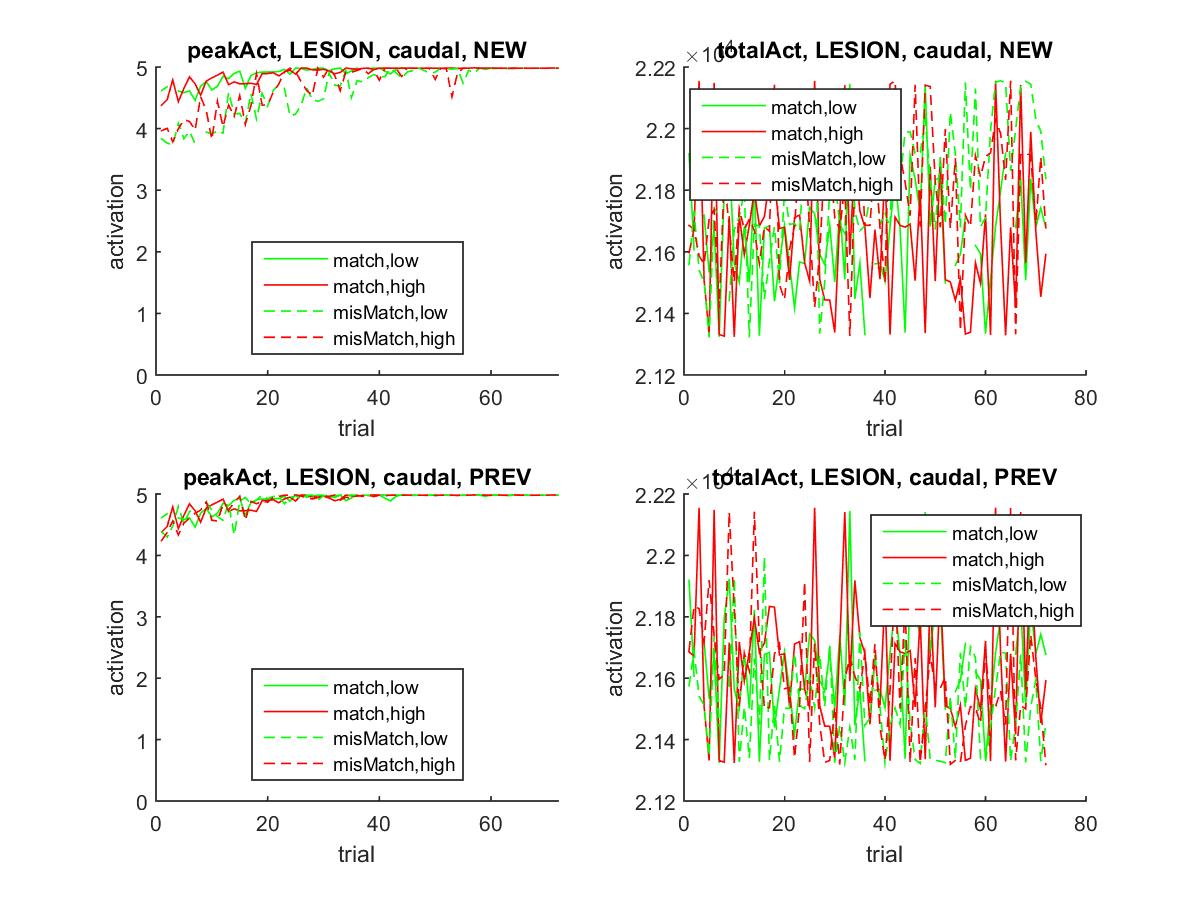 peakAct, LESION, caudal, NEW
5
4
3
2
1
0
activation
match,low
match,high
misMatch,low
misMatch,high
0 20 40 60
trial
×10^4
totalAct, LESION, caudal, NEW
2.22
2.2
2.18
2.16
2.14
2.12
activation
match,low
match,high
misMatch,low
misMatch,high
0 20 40 60 80
trial
peakAct, LESION, caudal, PREV
5
4
3
2
1
0
activation
match,low
match,high
misMatch,low
misMatch,high
0 20 40 60
trial
×10^4
totalAct, LESION, caudal, PREV
2.22
2.2
2.18
2.16
2.14
2.12
activation
match,low
match,high
misMatch,low
misMatch,high
0 20 40 60 80
trial